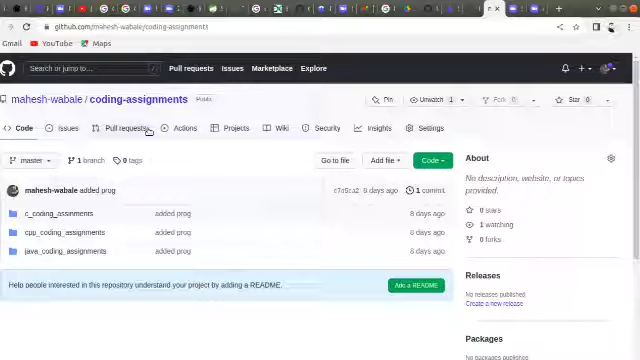 github.com/mahesh-wabale/coding-assignments
Gmail YouTube Maps
Search or jump to... / Pull requests Issues Marketplace Explore
mahesh-wabale / coding-assignments Public
Pin Unwatch 1 Fork 0 Star 0
Code Issues Pull requests Actions Projects Wiki Security Insights Settings
master 1 branch 0 tags Go to file Add file Code
About
No description, website, or topics
provided.
mahesh-wabale added prog 8 days ago 1 commit
c_coding_assinments added prog 8 days ago
cpp_coding_assignments added prog 8 days ago
java_coding_assignments added prog 8 days ago
0 stars
1 watching
0 forks
Help people interested in this repository understand your project by adding a README. Add a README
Releases
No releases published
Create a new release
Packages
No packages published